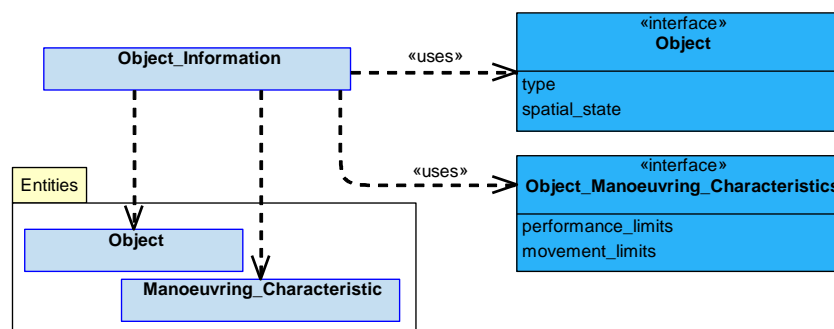 Object_Information
«uses»
«interface»
Object
type
spatial_state
«uses»
«interface»
Object_Manoeuvring_Characteristics
performance_limits
movement_limits
Entities
Object
Manoeuvring_Characteristic